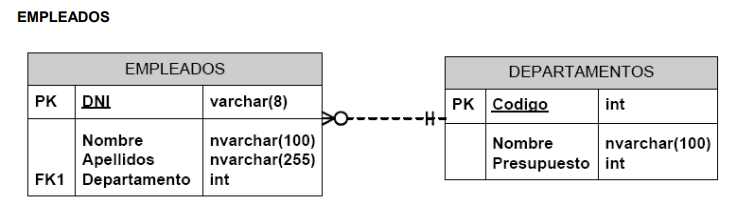 EMPLEADOS
EMPLEADOS
PK DNI varchar(8)
Nombre nvarchar(100)
Apellidos nvarchar(255)
FK1 Departamento int
DEPARTAMENTOS
PK Codigo int
Nombre nvarchar(100)
Presupuesto int